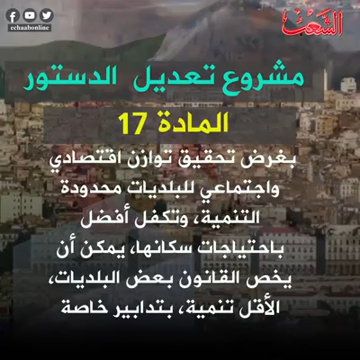 echaabonline
الشعب
مشروع تعديل الدستور
المادة 17
بغرض تحقيق توازن اقتصادي
واجتماعي للبلديات محدودة
التنمية، وتكفل أفضل
باحتياجات سكانها، يمكن أن
يخص القانون بعض البلديات،
الأقل تنمية، بتدابير خاصة